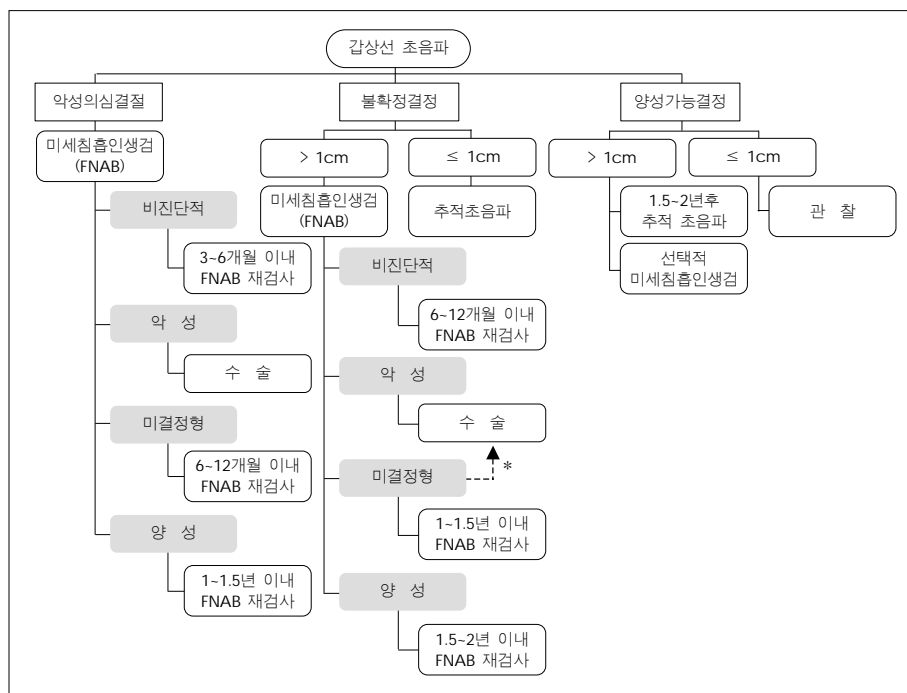 갑상선 초음파
악성의심결절
미세침흡인생검
(FNAB)
비진단적
3~6개월 이내
FNAB 재검사
악 성
수 술
미결정형
6~12개월 이내
FNAB 재검사
양 성
1~1.5년 이내
FNAB 재검사
불확정결정
> 1cm
≤ 1cm
미세침흡인생검
(FNAB)
추적초음파
비진단적
6~12개월 이내
FNAB 재검사
악 성
수 술
*
미결정형
1~1.5년 이내
FNAB 재검사
양 성
1.5~2년 이내
FNAB 재검사
양성가능결정
> 1cm
≤ 1cm
1.5~2년후
추적 초음파
관 찰
선택적
미세침흡인생검